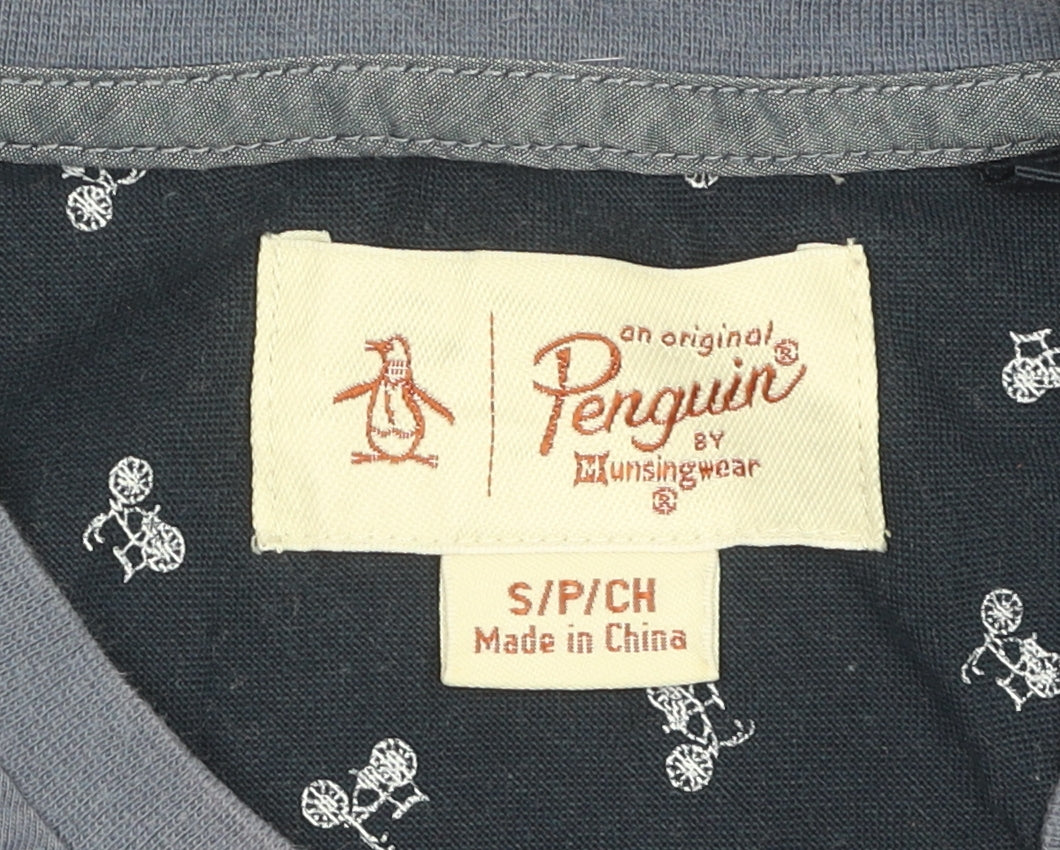 an original
Penguin®
BY
Munsingwear
®
S/P/CH
Made in China